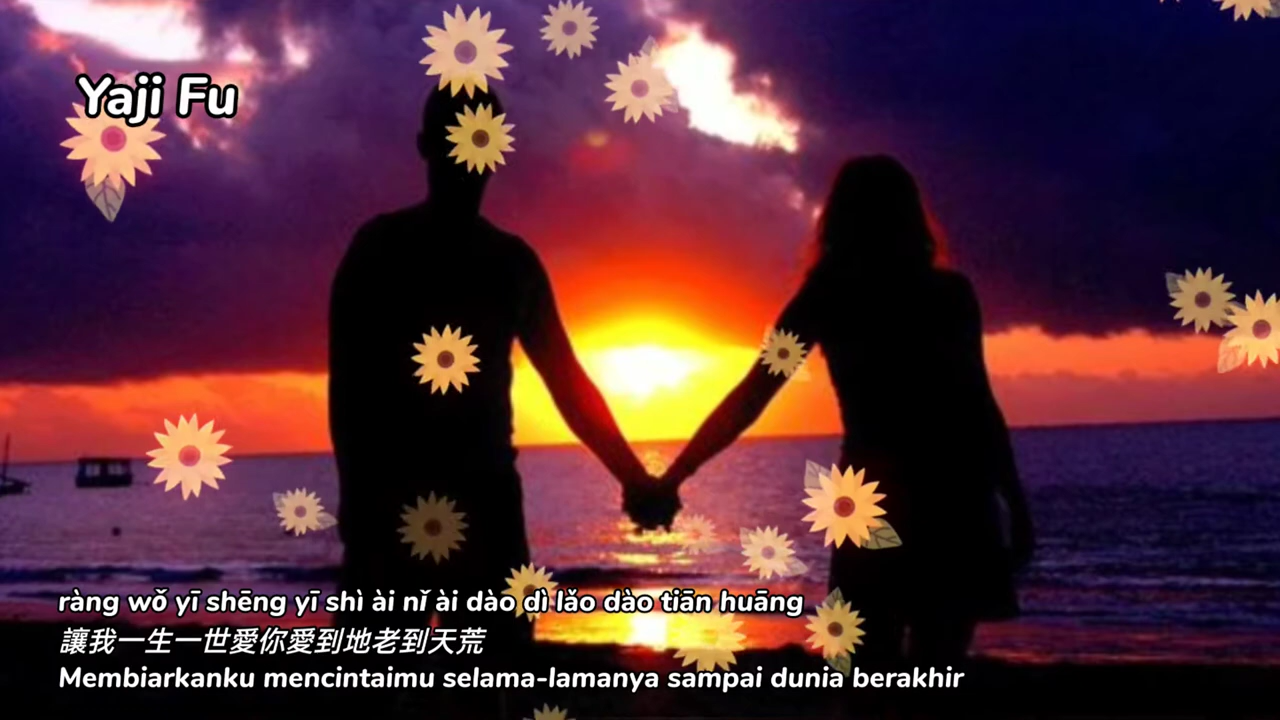 Yaji Fu
ràng wǒ yī shēng yī shì ài nǐ ài dào dì lǎo dào tiān huāng
讓我一生一世愛你愛到地老到天荒
Membiarkanku mencintaimu selama-lamanya sampai dunia berakhir